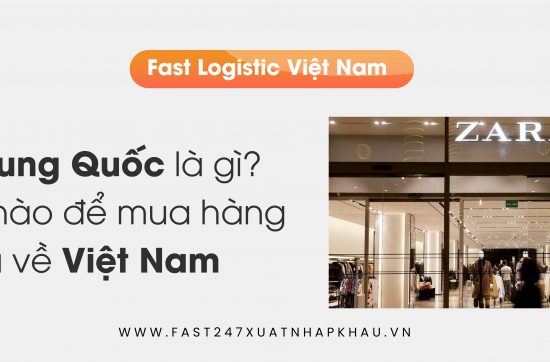 Fast Logistic Việt Nam
ung Quốc là gì?
nào để mua hàng
về Việt Nam
ZAR
WWW.FAST247XUATNHAPKHAU.VN